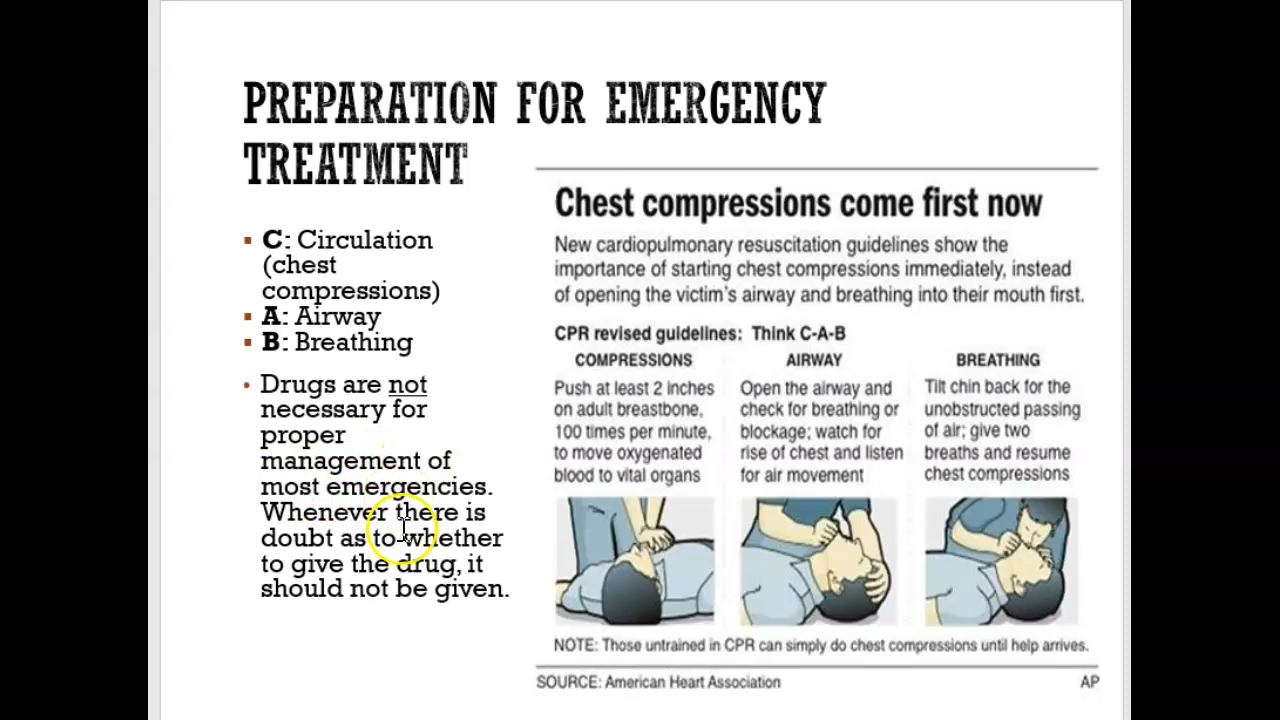 PREPARATION FOR EMERGENCY
TREATMENT
▪ C: Circulation
(chest
compressions)
▪ A: Airway
▪ B: Breathing
• Drugs are not
necessary for
proper
management of
most emergencies.
Whenever there is
doubt as to whether
to give the drug, it
should not be given.
Chest compressions come first now
New cardiopulmonary resuscitation guidelines show the
importance of starting chest compressions immediately, instead
of opening the victim's airway and breathing into their mouth first.
CPR revised guidelines: Think C-A-B
COMPRESSIONS
Push at least 2 inches
on adult breastbone,
100 times per minute,
to move oxygenated
blood to vital organs
AIRWAY
Open the airway and
check for breathing or
blockage; watch for
rise of chest and listen
for air movement
BREATHING
Tilt chin back for the
unobstructed passing
of air; give two
breaths and resume
chest compressions
NOTE: Those untrained in CPR can simply do chest compressions until help arrives.
SOURCE: American Heart Association
AP